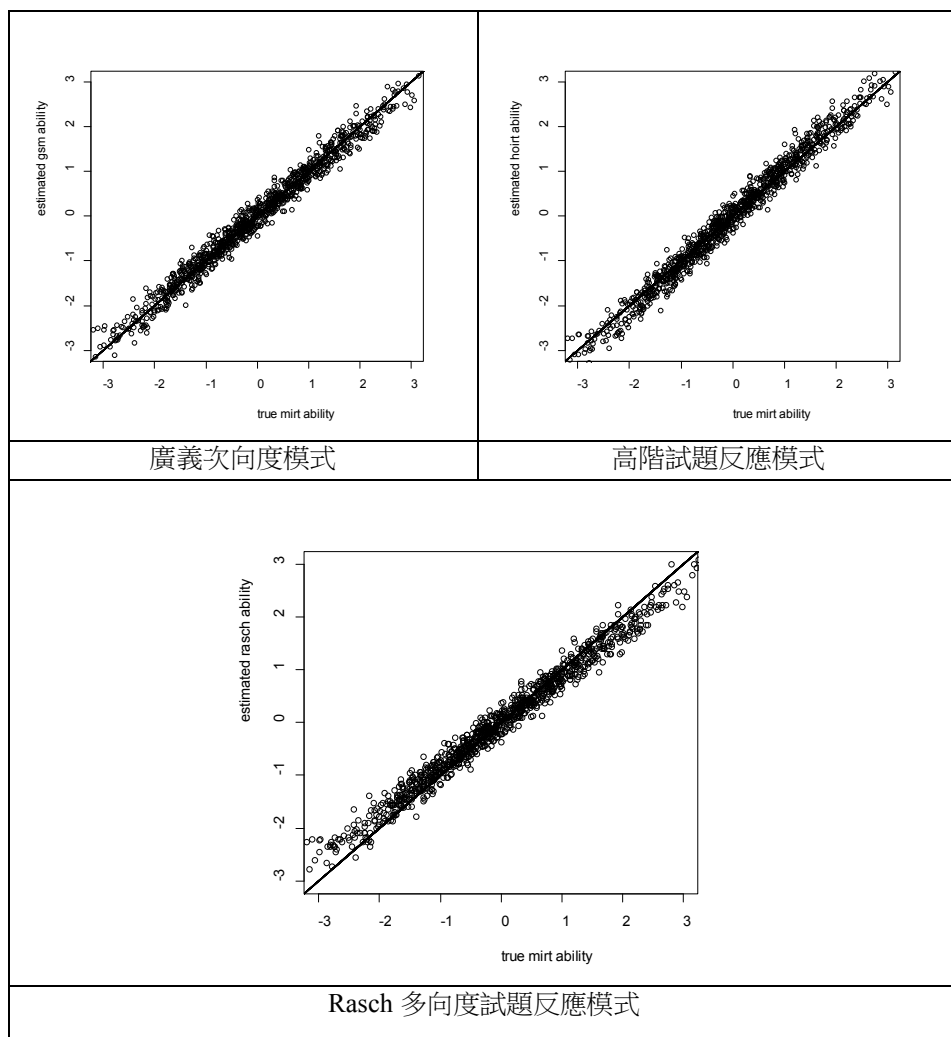 3
2
1
0
-1
-2
-3
estimated gsm ability
-3 -2 -1 0 1 2 3
true mirt ability
廣義次向度模式
3
2
1
0
-1
-2
-3
estimated hoirt ability
-3 -2 -1 0 1 2 3
true mirt ability
高階試題反應模式
3
2
1
0
-1
-2
-3
estimated rasch ability
-3 -2 -1 0 1 2 3
true mirt ability
Rasch 多向度試題反應模式